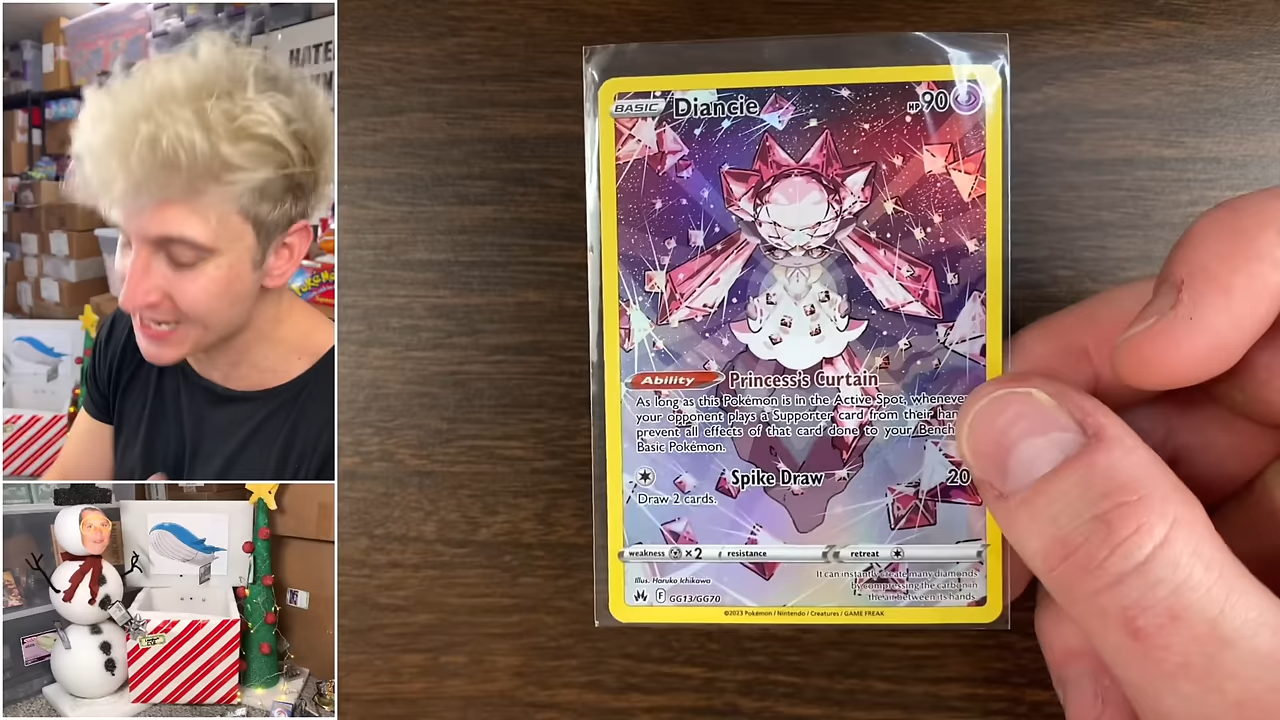 HATE
POKéMON
BASIC Diancie HP 90
Ability Princess's Curtain
As long as this Pokémon is in the Active Spot, whenever
your opponent plays a Supporter card from their
prevent all effects of that card done to your Bench
Basic Pokémon.
Spike Draw 20
Draw 2 cards.
weakness ×2 resistance retreat
Illus. Haruko Ichikawa
It can instantly create many diamonds
by compressing the carbon in
the air between its hands.
F GG13/GG70
©2023 Pokémon / Nintendo / Creatures / GAME FREAK